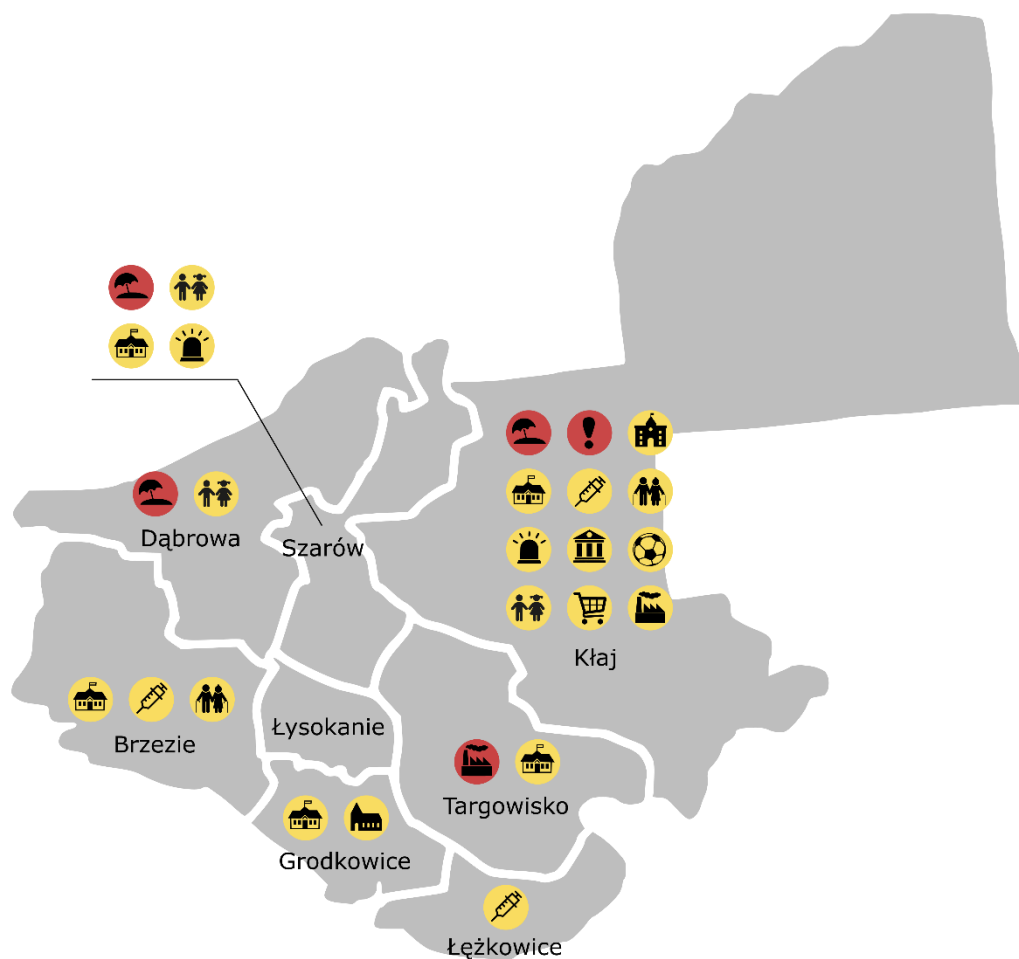 Dąbrowa
Szarów
Kłaj
Brzezie
Łysokanie
Targowisko
Grodkowice
Łężkowice